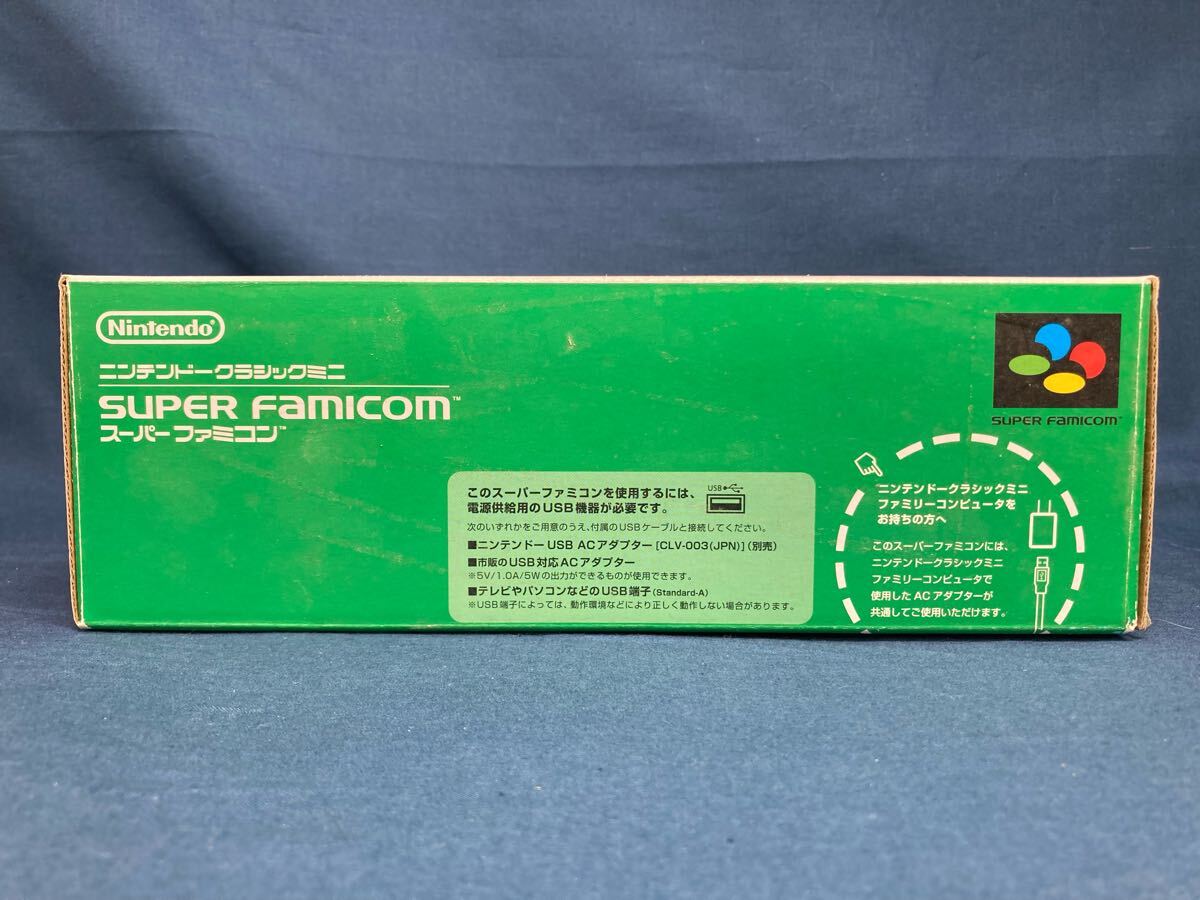 Nintendo®
ニンテンドークラシックミニ
SUPER FAMICOM™
スーパーファミコン™
SUPER FAMICOM™
このスーパーファミコンを使用するには、
電源供給用のUSB機器が必要です。
USB
次のいずれかをご用意のうえ、付属のUSBケーブルと接続してください。
■ニンテンドーUSB ACアダプター[CLV-003(JPN)](別売)
■市販のUSB対応ACアダプター
※5V/1.0A/5Wの出力ができるものが使用できます。
■テレビやパソコンなどのUSB端子(Standard-A)
※USB端子によっては、動作環境などにより正しく動作しない場合があります。
ニンテンドークラシックミニ
ファミリーコンピュータを
お持ちの方へ
このスーパーファミコンには、
ニンテンドークラシックミニ
ファミリーコンピュータで
使用したACアダプターが
共通してご使用いただけます。